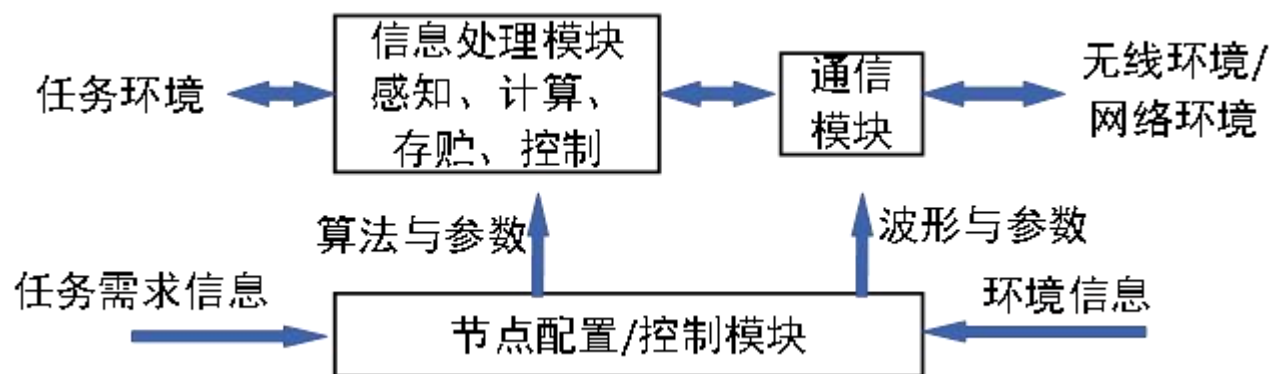 信息处理模块
感知、计算、
存贮、控制
任务环境
通信
模块
无线环境/
网络环境
算法与参数
波形与参数
任务需求信息
环境信息
节点配置/控制模块